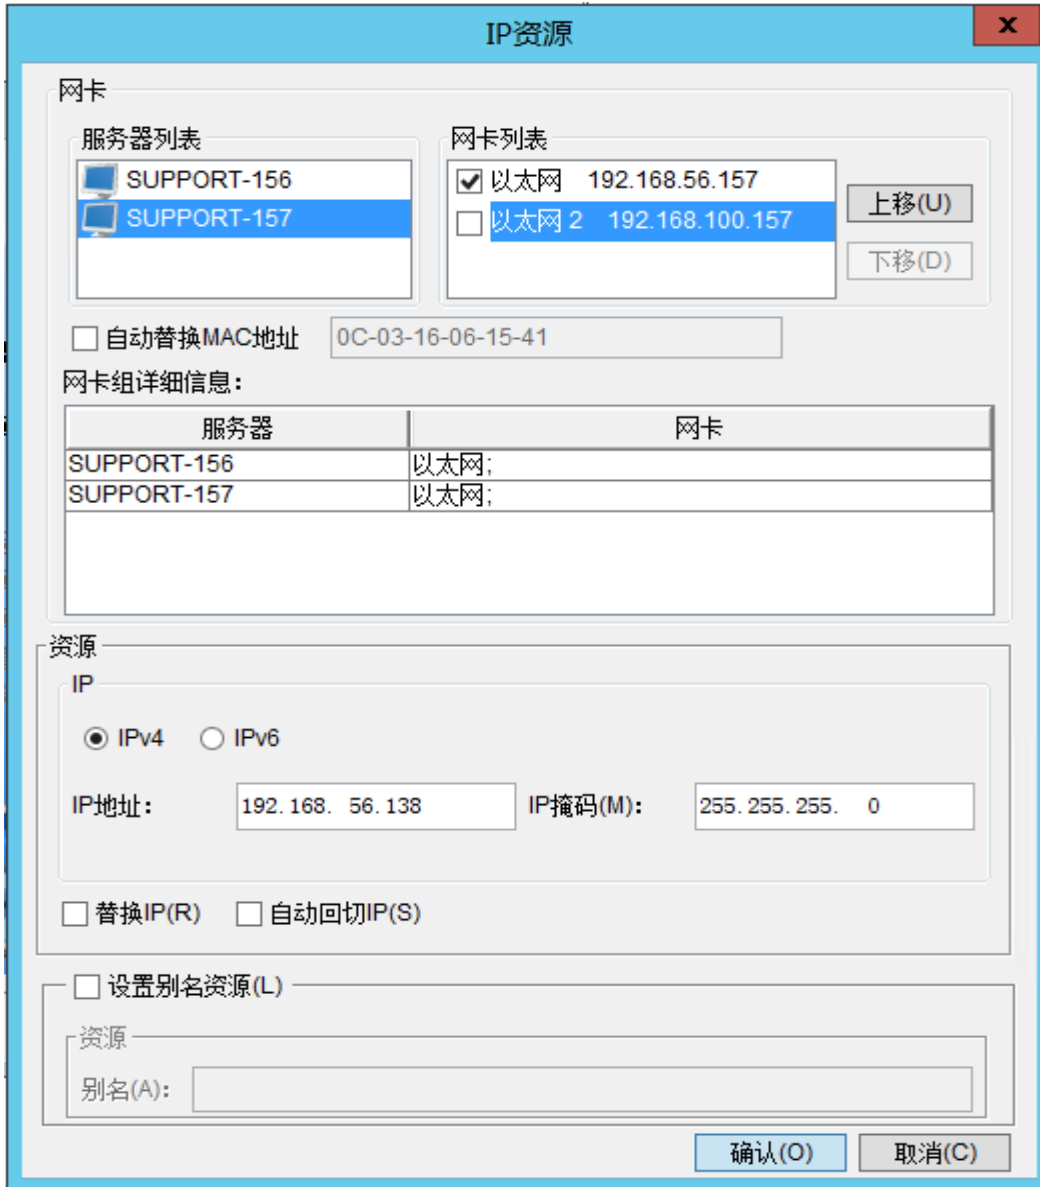 IP资源
x
网卡
服务器列表
网卡列表
SUPPORT-156
SUPPORT-157
以太网 192.168.56.157
以太网 2 192.168.100.157
上移(U)
下移(D)
自动替换MAC地址 0C-03-16-06-15-41
网卡组详细信息：
服务器 网卡
SUPPORT-156 以太网;
SUPPORT-157 以太网;
资源
IP
IPv4 IPv6
IP地址： 192.168. 56.138 IP掩码(M)： 255.255.255. 0
替换IP(R) 自动回切IP(S)
设置别名资源(L)
资源
别名(A)：
确认(O) 取消(C)